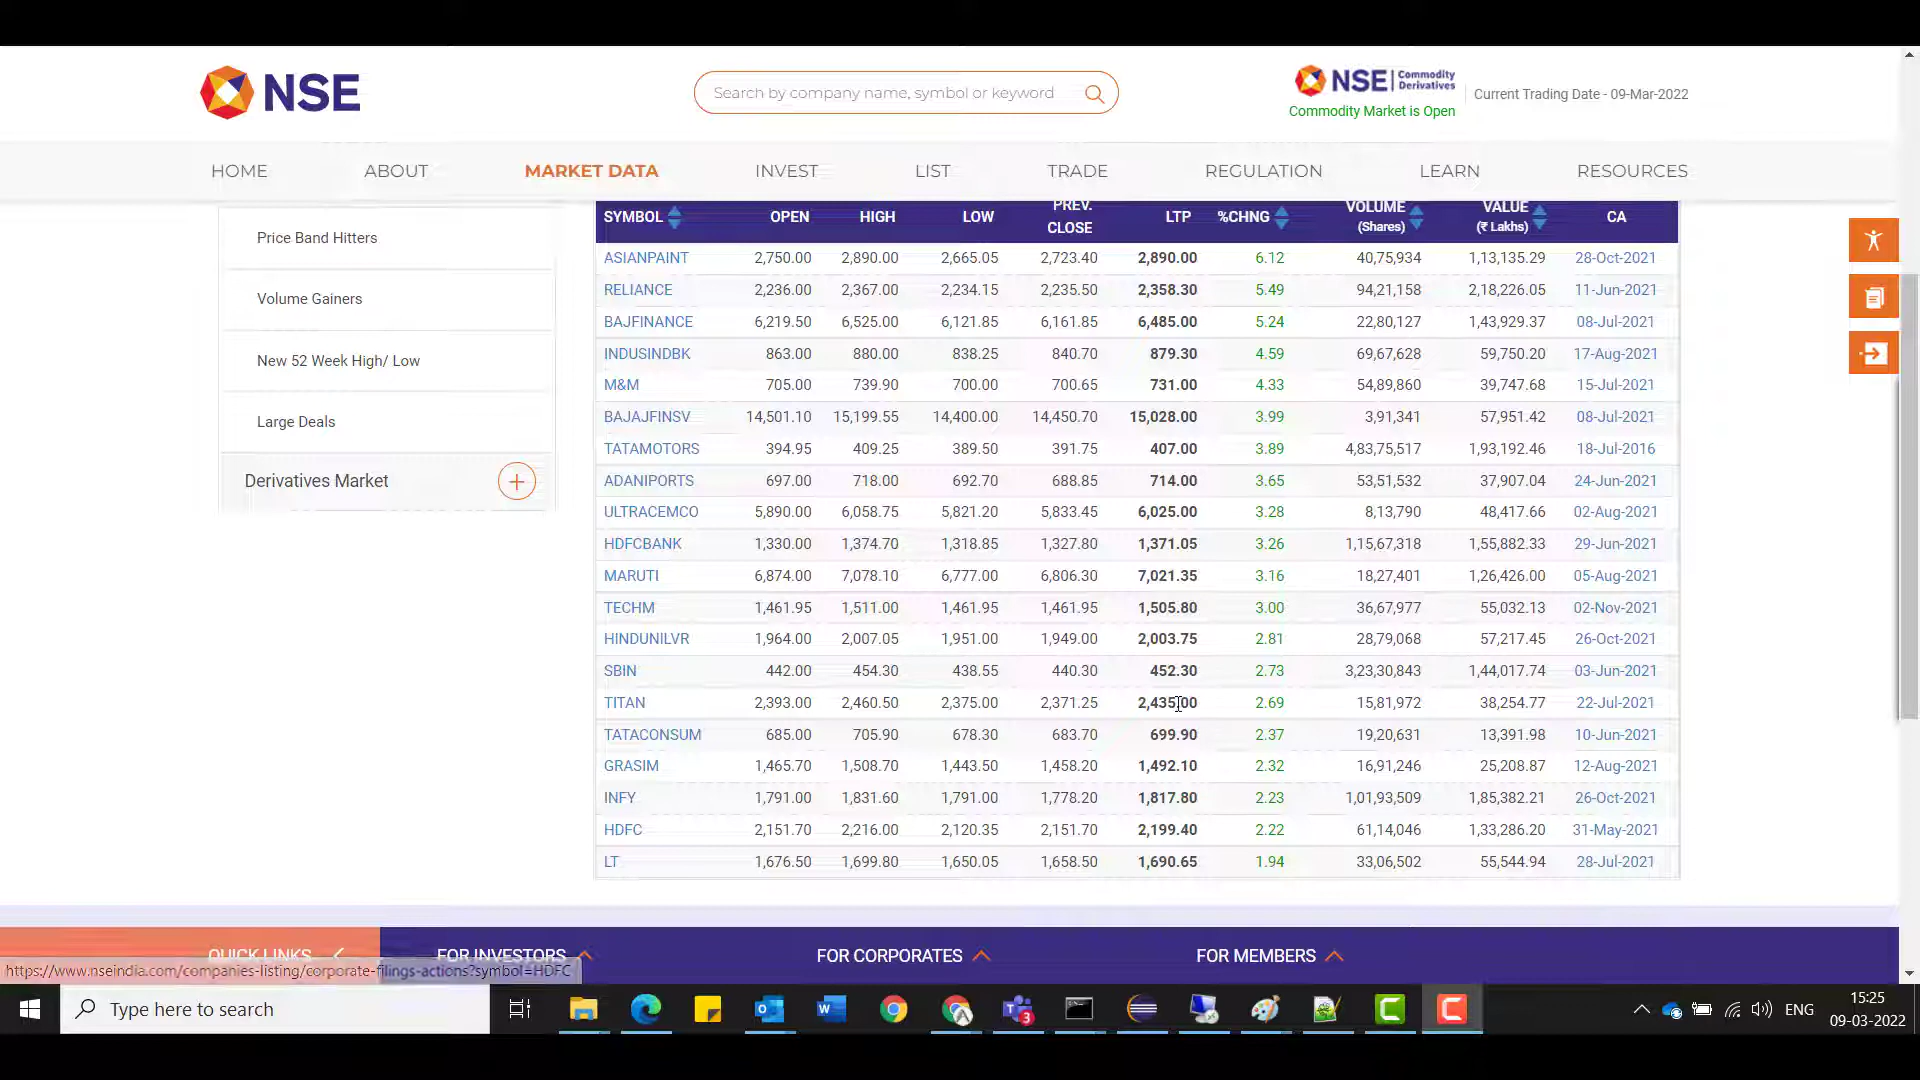 NSE
Search by company name, symbol or keyword
NSE | Commodity Derivatives
Commodity Market is Open
Current Trading Date - 09-Mar-2022
HOME ABOUT MARKET DATA INVEST LIST TRADE REGULATION LEARN RESOURCES
Price Band Hitters
Volume Gainers
New 52 Week High/ Low
Large Deals
Derivatives Market
SYMBOL OPEN HIGH LOW PREV. CLOSE LTP %CHNG VOLUME (Shares) VALUE (₹ Lakhs) CA
ASIANPAINT 2,750.00 2,890.00 2,665.05 2,723.40 2,890.00 6.12 40,75,934 1,13,135.29 28-Oct-2021
RELIANCE 2,236.00 2,367.00 2,234.15 2,235.50 2,358.30 5.49 94,21,158 2,18,226.05 11-Jun-2021
BAJFINANCE 6,219.50 6,525.00 6,121.85 6,161.85 6,485.00 5.24 22,80,127 1,43,929.37 08-Jul-2021
INDUSINDBK 863.00 880.00 838.25 840.70 879.30 4.59 69,67,628 59,750.20 17-Aug-2021
M&M 705.00 739.90 700.00 700.65 731.00 4.33 54,89,860 39,747.68 15-Jul-2021
BAJAJFINSV 14,501.10 15,199.55 14,400.00 14,450.70 15,028.00 3.99 3,91,341 57,951.42 08-Jul-2021
TATAMOTORS 394.95 409.25 389.50 391.75 407.00 3.89 4,83,75,517 1,93,192.46 18-Jul-2016
ADANIPORTS 697.00 718.00 692.70 688.85 714.00 3.65 53,51,532 37,907.04 24-Jun-2021
ULTRACEMCO 5,890.00 6,058.75 5,821.20 5,833.45 6,025.00 3.28 8,13,790 48,417.66 02-Aug-2021
HDFCBANK 1,330.00 1,374.70 1,318.85 1,327.80 1,371.05 3.26 1,15,67,318 1,55,882.33 29-Jun-2021
MARUTI 6,874.00 7,078.10 6,777.00 6,806.30 7,021.35 3.16 18,27,401 1,26,426.00 05-Aug-2021
TECHM 1,461.95 1,511.00 1,461.95 1,461.95 1,505.80 3.00 36,67,977 55,032.13 02-Nov-2021
HINDUNILVR 1,964.00 2,007.05 1,951.00 1,949.00 2,003.75 2.81 28,79,068 57,217.45 26-Oct-2021
SBIN 442.00 454.30 438.55 440.30 452.30 2.73 3,23,30,843 1,44,017.74 03-Jun-2021
TITAN 2,393.00 2,460.50 2,375.00 2,371.25 2,435.00 2.69 15,81,972 38,254.77 22-Jul-2021
TATACONSUM 685.00 705.90 678.30 683.70 699.90 2.37 19,20,631 13,391.98 10-Jun-2021
GRASIM 1,465.70 1,508.70 1,443.50 1,458.20 1,492.10 2.32 16,91,246 25,208.87 12-Aug-2021
INFY 1,791.00 1,831.60 1,791.00 1,778.20 1,817.80 2.23 1,01,93,509 1,85,382.21 26-Oct-2021
HDFC 2,151.70 2,216.00 2,120.35 2,151.70 2,199.40 2.22 61,14,046 1,33,286.20 31-May-2021
LT 1,676.50 1,699.80 1,650.05 1,658.50 1,690.65 1.94 33,06,502 55,544.94 28-Jul-2021
QUICK LINKS FOR INVESTORS FOR CORPORATES FOR MEMBERS
https://www.nseindia.com/companies-listing/corporate-filings-actions?symbol=HDFC
Type here to search
3
ENG
15:25
09-03-2022